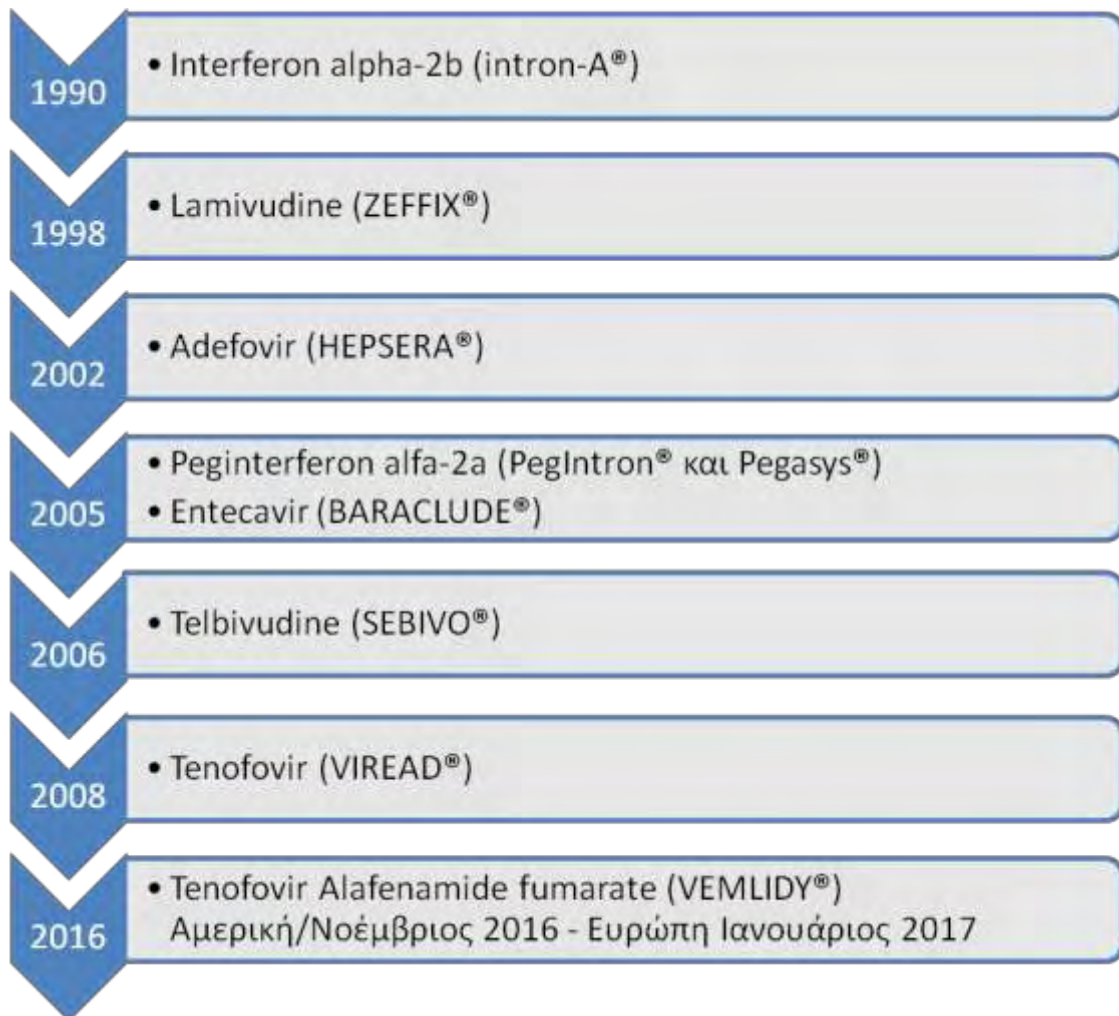 1990
• Interferon alpha-2b (intron-A®)
1998
• Lamivudine (ZEFFIX®)
2002
• Adefovir (HEPSERA®)
2005
• Peginterferon alfa-2a (PegIntron® και Pegasys®)
• Entecavir (BARACLUDE®)
2006
• Telbivudine (SEBIVO®)
2008
• Tenofovir (VIREAD®)
2016
• Tenofovir Alafenamide fumarate (VEMLIDY®)
Αμερική/Νοέμβριος 2016 - Ευρώπη Ιανουάριος 2017